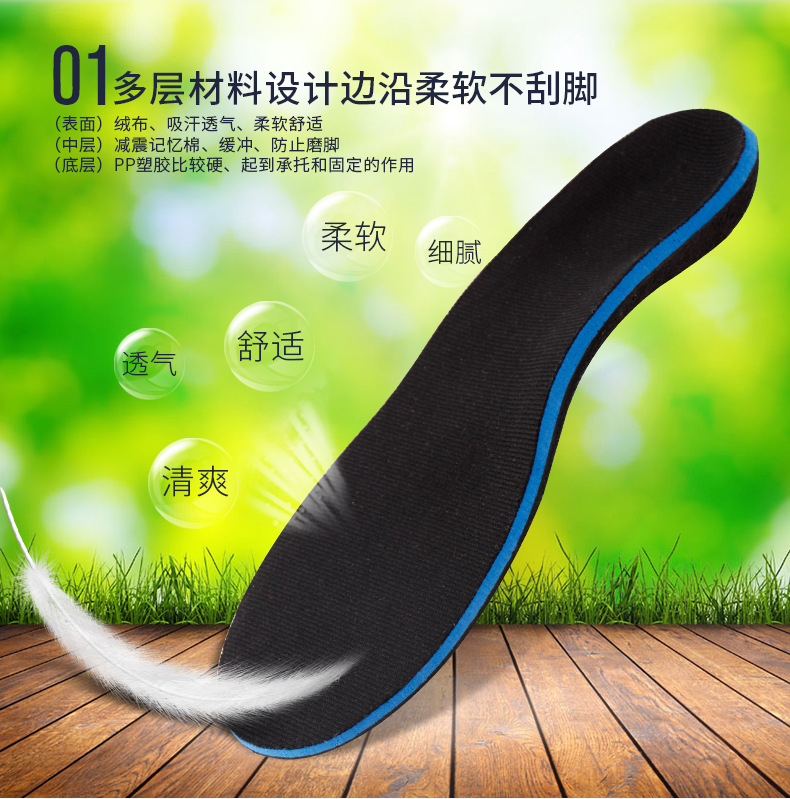 01多层材料设计边沿柔软不刮脚
（表面）绒布、吸汗透气、柔软舒适
（中层）减震记忆棉、缓冲、防止磨脚
（底层）PP塑胶比较硬、起到承托和固定的作用
柔软
细腻
舒适
透气
清爽